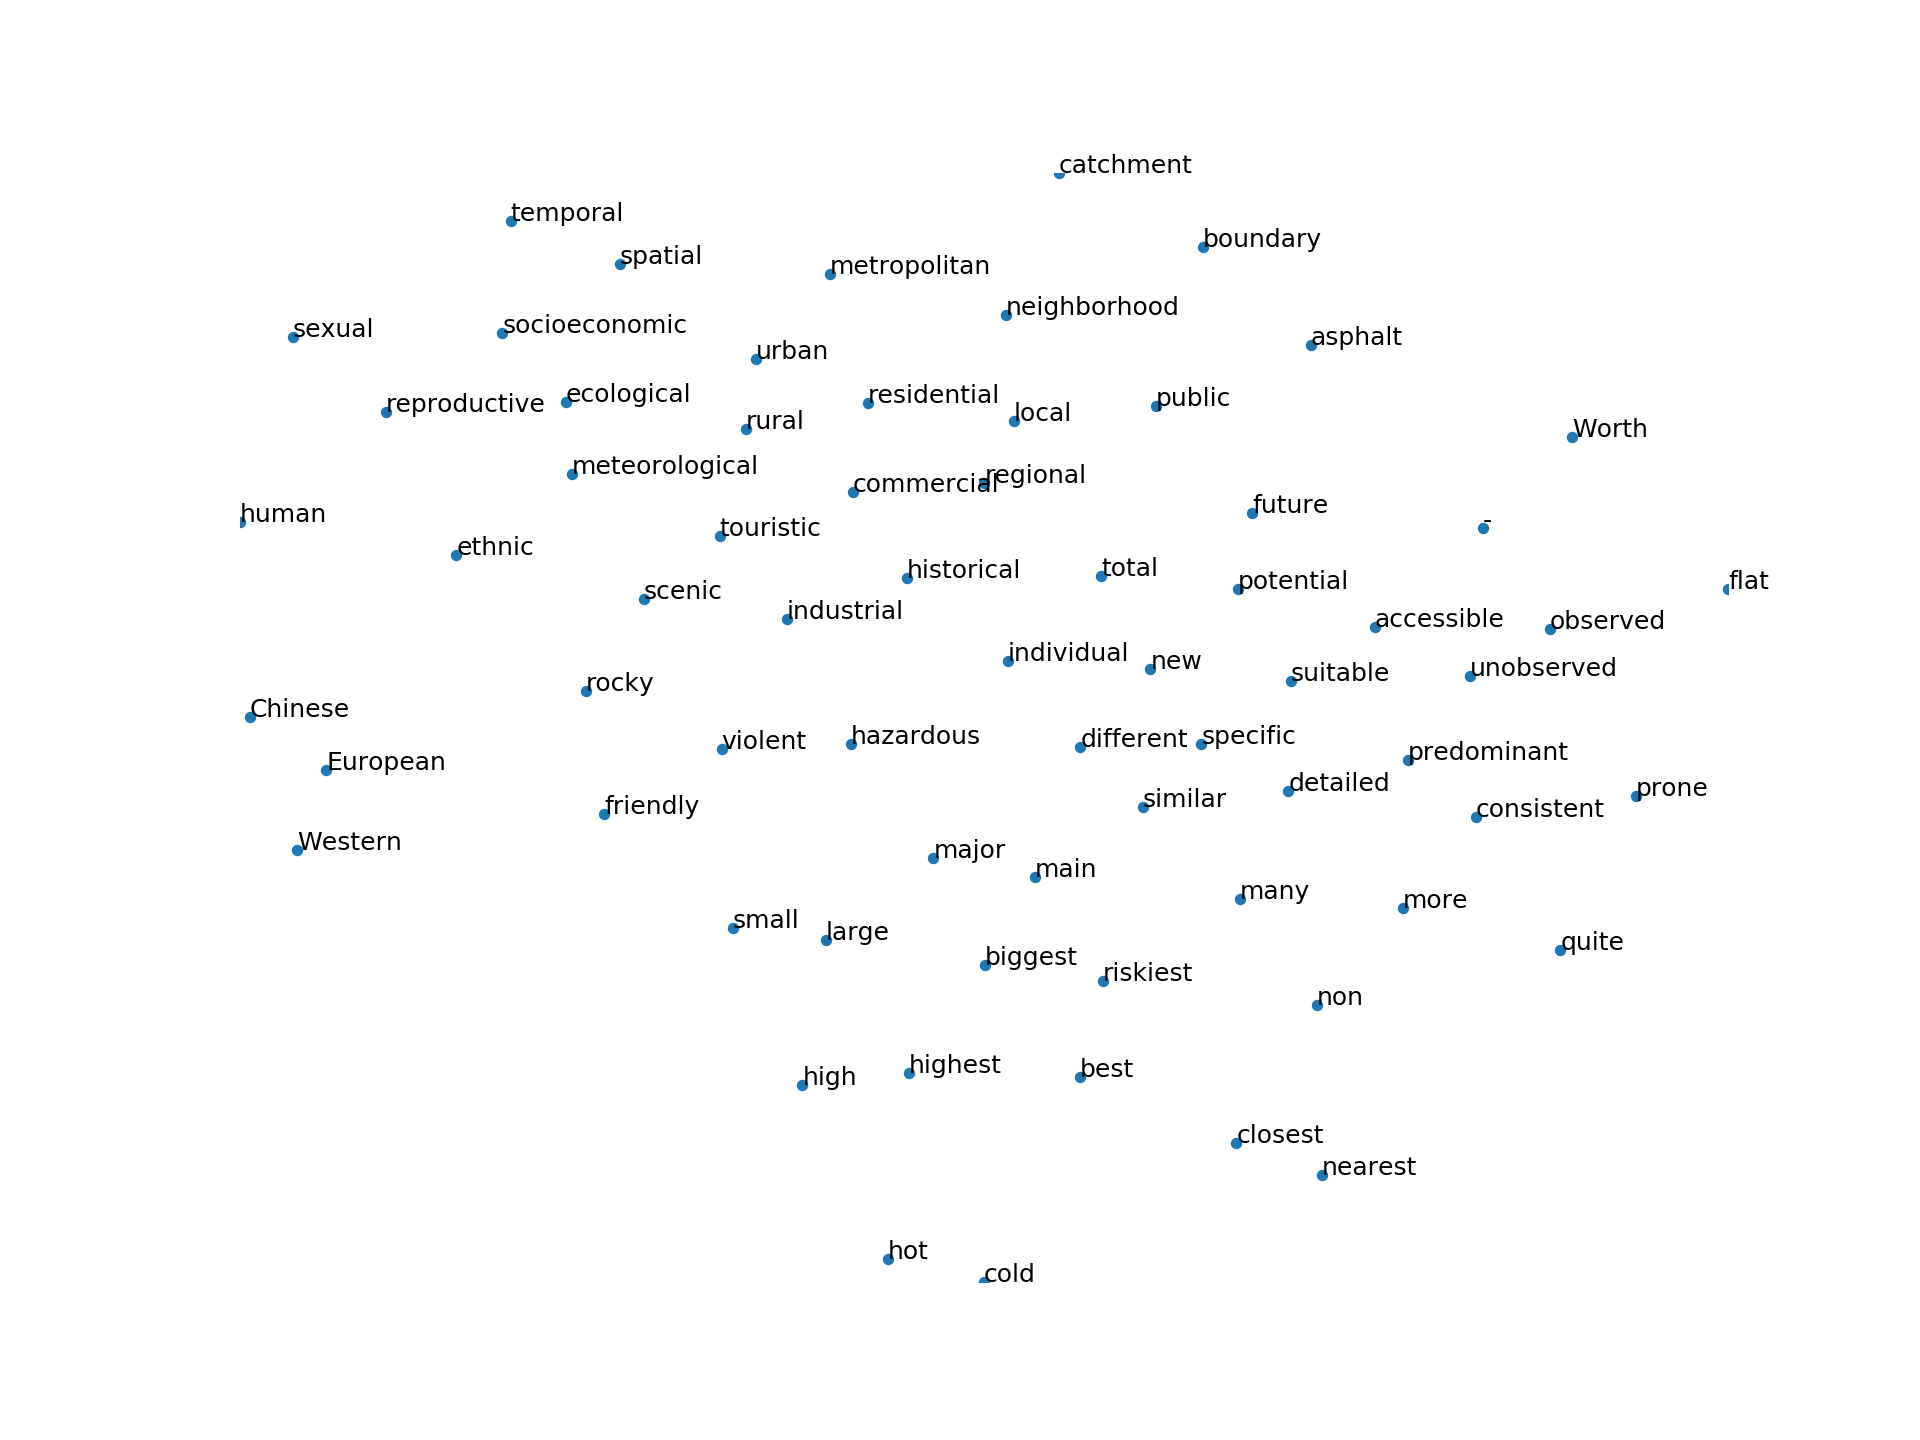 catchment
temporal
boundary
spatial
metropolitan
neighborhood
sexual
socioeconomic
asphalt
urban
ecological
residential
public
reproductive
local
rural
Worth
meteorological
regional
commercial
future
human
-
touristic
ethnic
total
historical
potential
flat
scenic
industrial
accessible
observed
individual
new
unobserved
suitable
rocky
Chinese
hazardous
specific
different
violent
predominant
European
detailed
prone
similar
friendly
consistent
Western
major
main
many
more
small
large
quite
biggest
riskiest
non
highest
best
high
closest
nearest
hot
cold